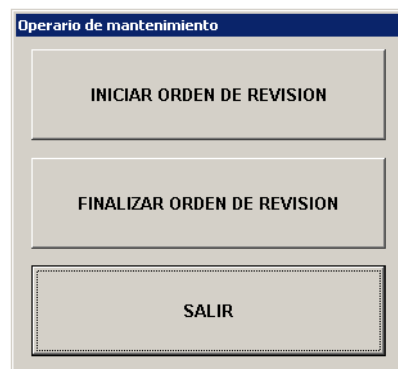 Operario de mantenimiento
INICIAR ORDEN DE REVISION
FINALIZAR ORDEN DE REVISION
SALIR